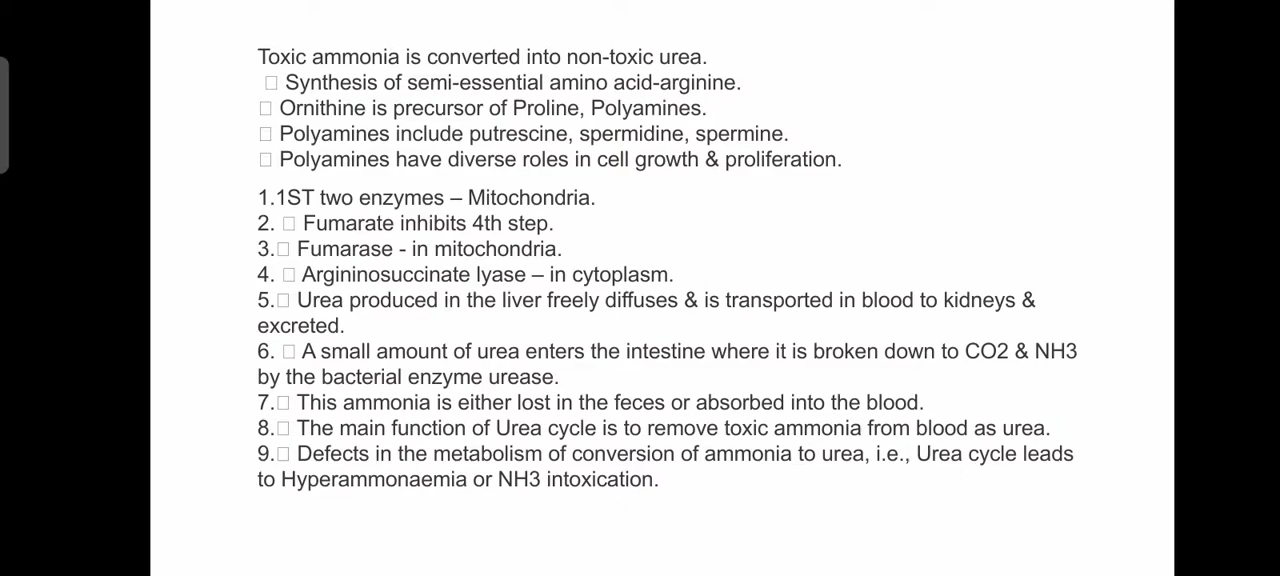 Toxic ammonia is converted into non-toxic urea.
□ Synthesis of semi-essential amino acid-arginine.
□ Ornithine is precursor of Proline, Polyamines.
□ Polyamines include putrescine, spermidine, spermine.
□ Polyamines have diverse roles in cell growth & proliferation.
1.1ST two enzymes – Mitochondria.
2. □ Fumarate inhibits 4th step.
3.□ Fumarase - in mitochondria.
4. □ Argininosuccinate lyase – in cytoplasm.
5.□ Urea produced in the liver freely diffuses & is transported in blood to kidneys &
excreted.
6. □ A small amount of urea enters the intestine where it is broken down to CO2 & NH3
by the bacterial enzyme urease.
7.□ This ammonia is either lost in the feces or absorbed into the blood.
8.□ The main function of Urea cycle is to remove toxic ammonia from blood as urea.
9.□ Defects in the metabolism of conversion of ammonia to urea, i.e., Urea cycle leads
to Hyperammonaemia or NH3 intoxication.